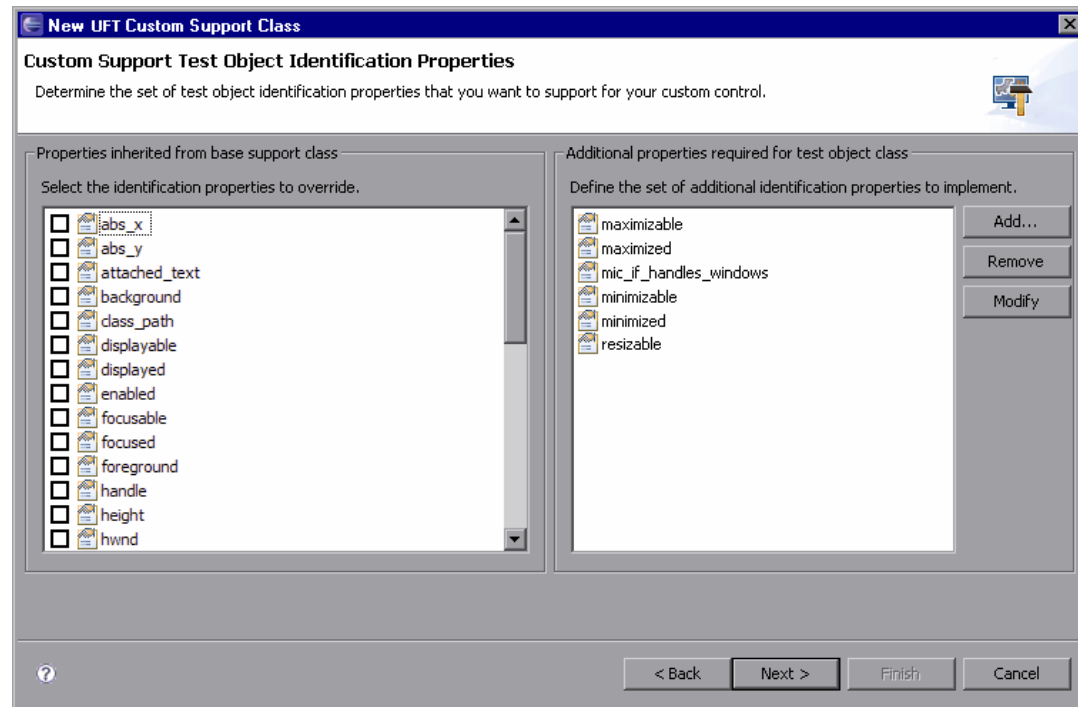 New UFT Custom Support Class
Custom Support Test Object Identification Properties
Determine the set of test object identification properties that you want to support for your custom control.
Properties inherited from base support class
Select the identification properties to override.
abs_x
abs_y
attached_text
background
class_path
displayable
displayed
enabled
focusable
focused
foreground
handle
height
hwnd
Additional properties required for test object class
Define the set of additional identification properties to implement.
maximizable
maximized
mic_if_handles_windows
minimizable
minimized
resizable
Add...
Remove
Modify
?
< Back
Next >
Finish
Cancel